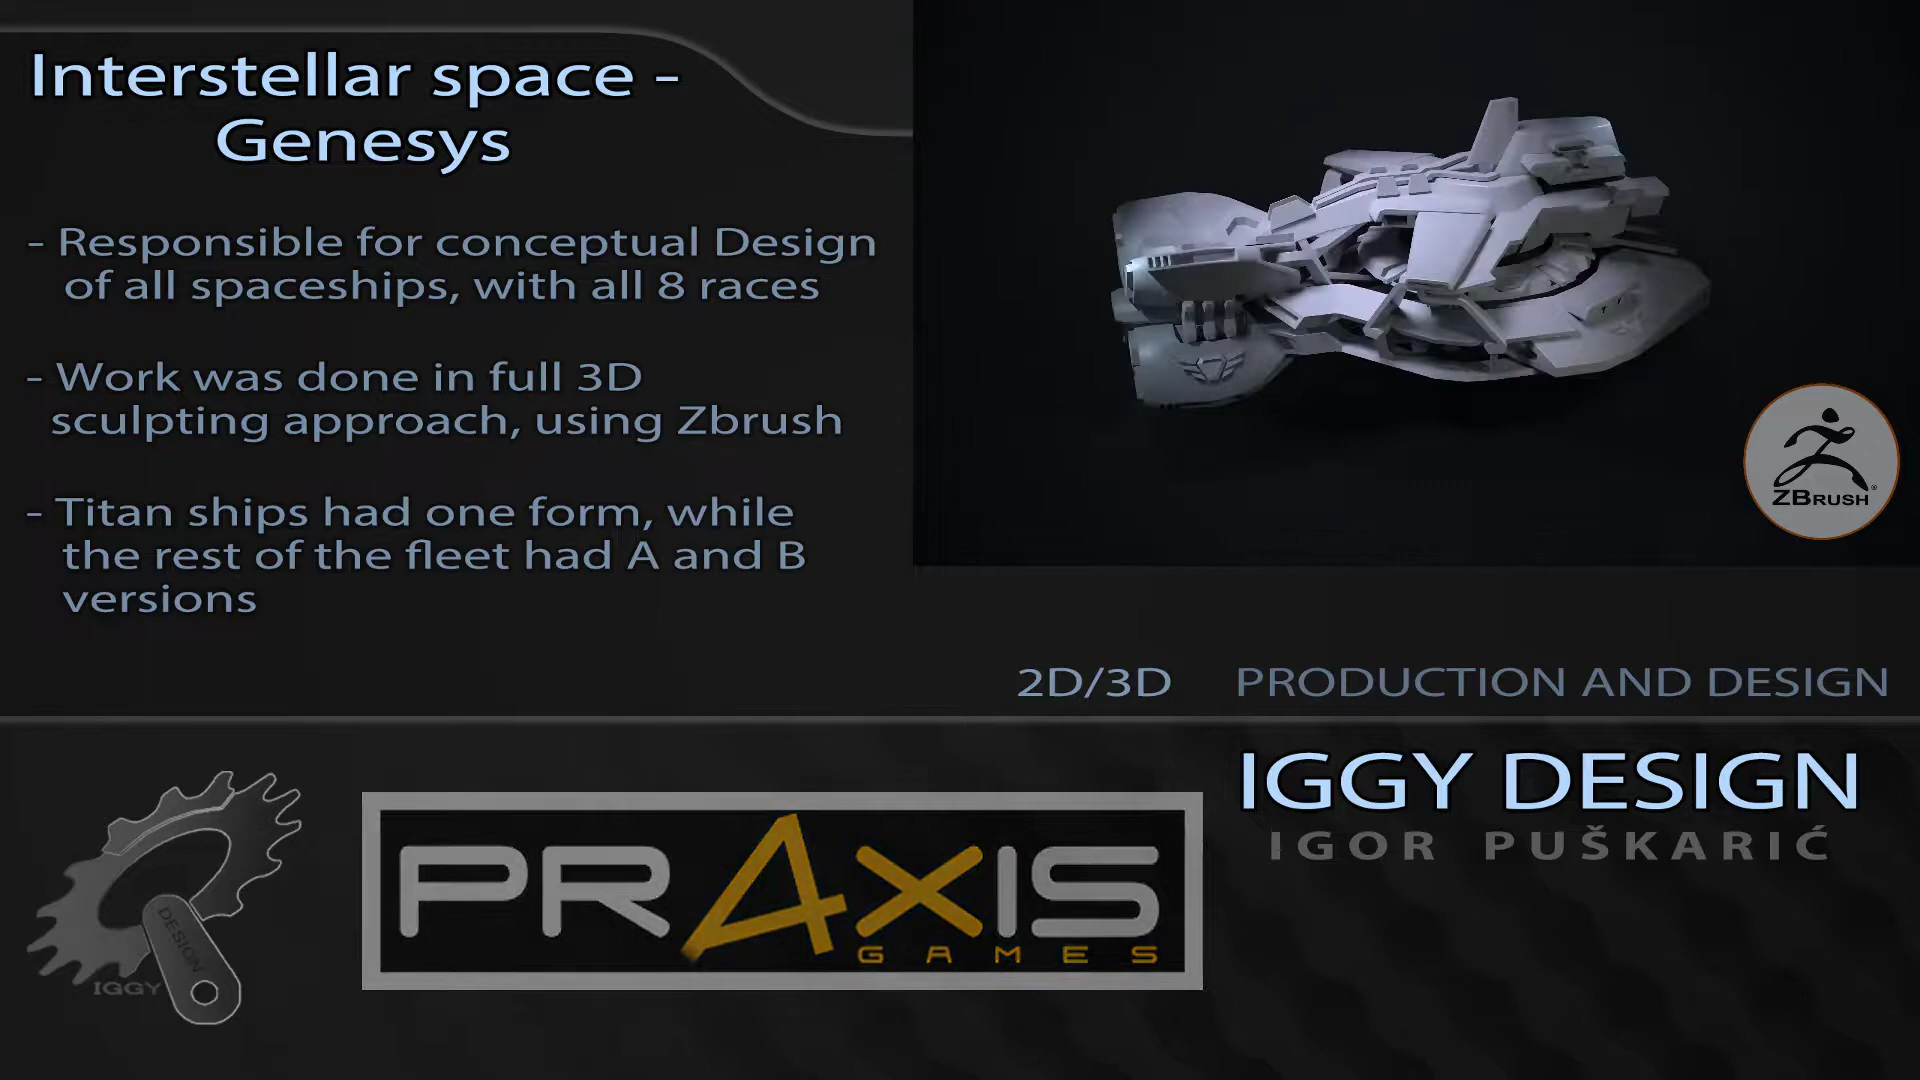 Interstellar space -
Genesys
- Responsible for conceptual Design
of all spaceships, with all 8 races
- Work was done in full 3D
sculpting approach, using Zbrush
- Titan ships had one form, while
the rest of the fleet had A and B
versions
ZBRUSH®
2D/3D PRODUCTION AND DESIGN
IGGY DESIGN
IGOR PUŠKARIĆ
DESIGN
IGGY
PRAXIS
GAMES